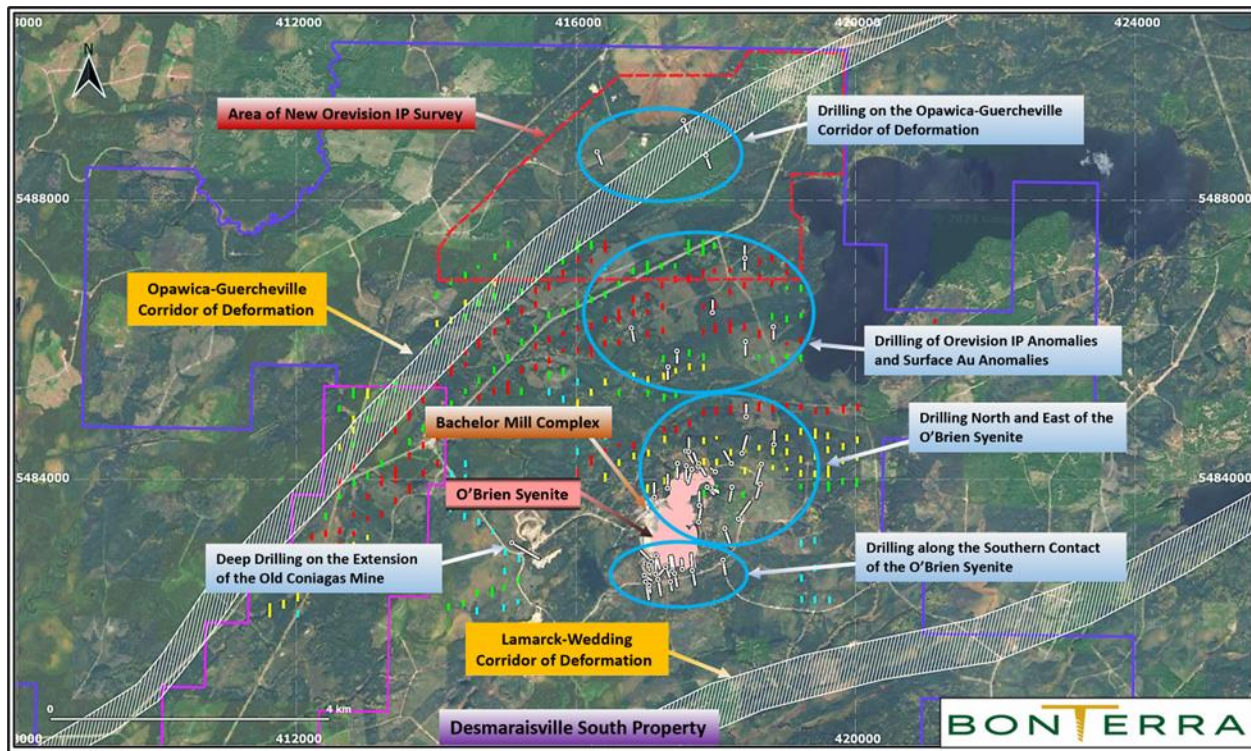 412000
416000
420000
424000
N
Area of New Orevision IP Survey
Drilling on the Opawica-Guercheville
Corridor of Deformation
5488000
5488000
Opawica-Guercheville
Corridor of Deformation
Drilling of Orevision IP Anomalies
and Surface Au Anomalies
Bachelor Mill Complex
Drilling North and East of the
O'Brien Syenite
5484000
5484000
O'Brien Syenite
Deep Drilling on the Extension
of the Old Coniagas Mine
Drilling along the Southern Contact
of the O'Brien Syenite
Lamarck-Wedding
Corridor of Deformation
0
4 km
Desmaraisville South Property
BONTERRA
412000
420000